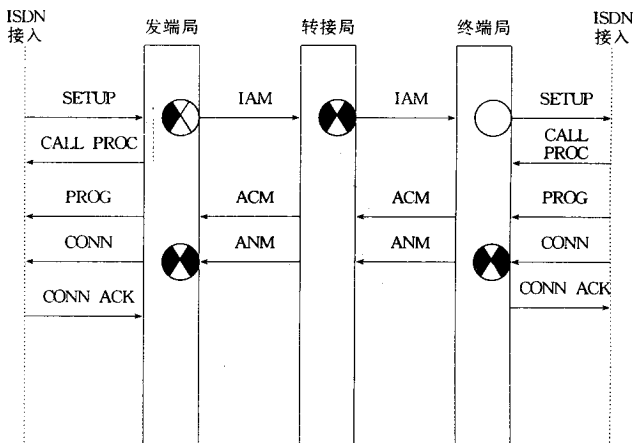 ISDN
接入
发端局
转接局
终端局
ISDN
接入
SETUP
IAM
IAM
SETUP
CALL PROC
CALL
PROC
PROG
ACM
ACM
PROG
CONN
ANM
ANM
CONN
CONN ACK
CONN ACK